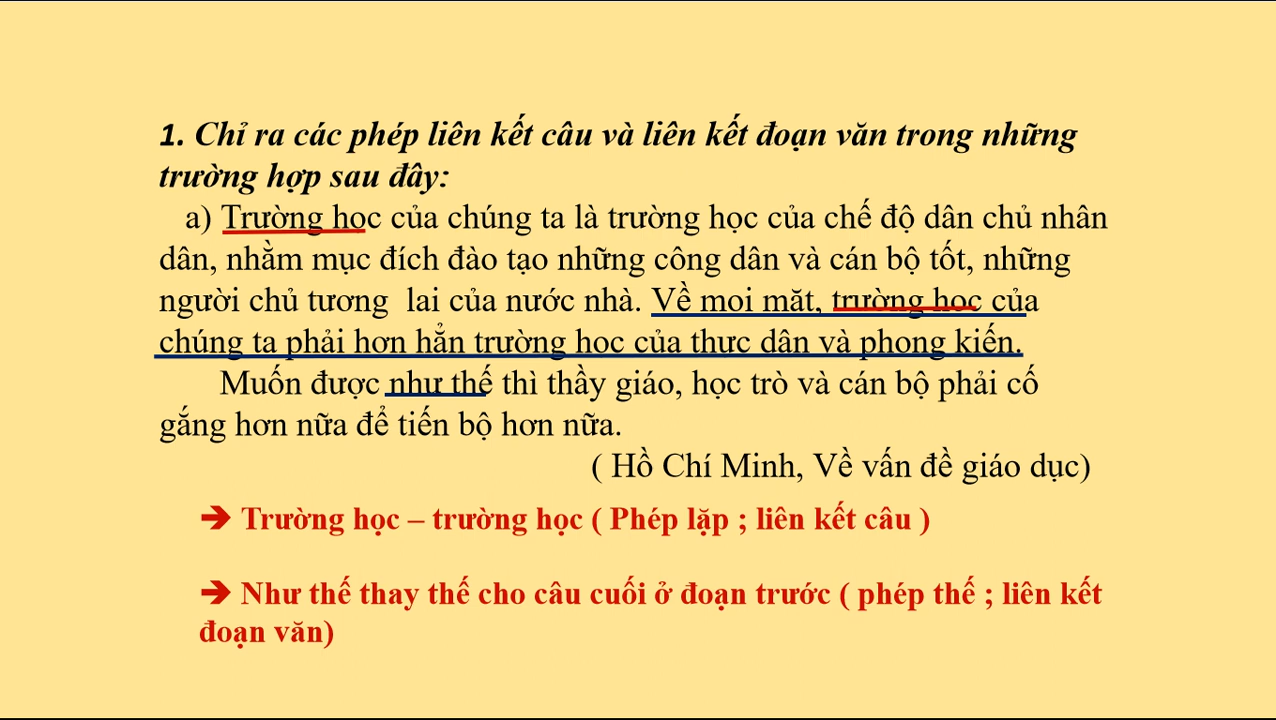 1. Chỉ ra các phép liên kết câu và liên kết đoạn văn trong những
trường hợp sau đây:
a) Trường học của chúng ta là trường học của chế độ dân chủ nhân
dân, nhằm mục đích đào tạo những công dân và cán bộ tốt, những
người chủ tương lai của nước nhà. Về mọi mặt, trường học của
chúng ta phải hơn hẳn trường học của thực dân và phong kiến.
Muốn được như thế thì thầy giáo, học trò và cán bộ phải cố
gắng hơn nữa để tiến bộ hơn nữa.
( Hồ Chí Minh, Về vấn đề giáo dục)
➔ Trường học – trường học ( Phép lặp ; liên kết câu )
➔ Như thế thay thế cho câu cuối ở đoạn trước ( phép thế ; liên kết
đoạn văn)